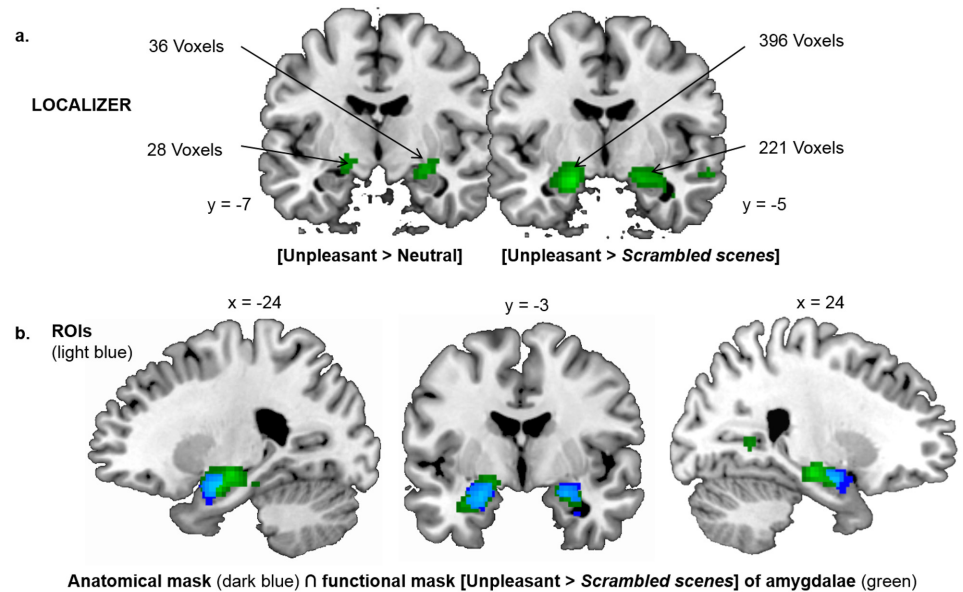 a.
36 Voxels
396 Voxels
LOCALIZER
28 Voxels
221 Voxels
y = -7
y = -5
[Unpleasant > Neutral]
[Unpleasant > Scrambled scenes]
x = -24
y = -3
x = 24
b.
ROIs
(light blue)
Anatomical mask (dark blue) ∩ functional mask [Unpleasant > Scrambled scenes] of amygdalae (green)